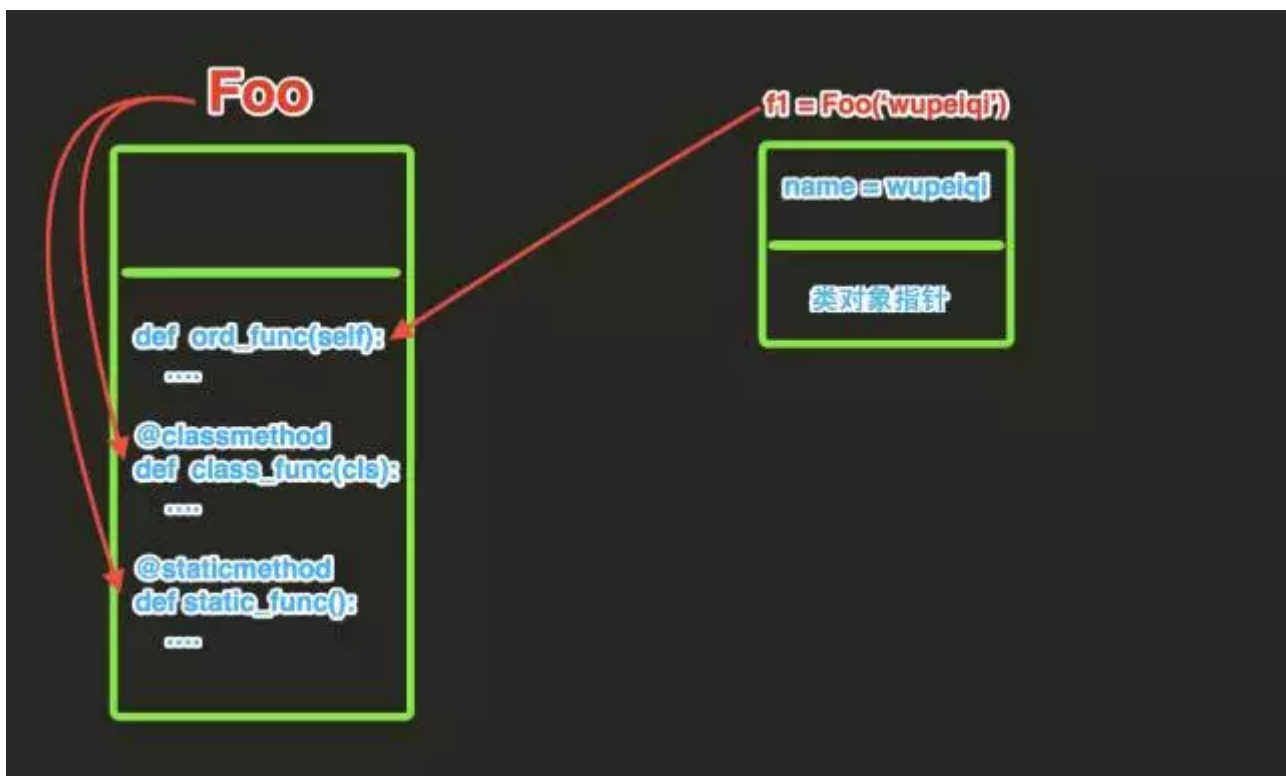 Foo
def ord_func(self):
....
@classmethod
def class_func(cls):
....
@staticmethod
def static_func():
....
f1 = Foo('wupeiqi')
name = wupeiqi
类对象指针